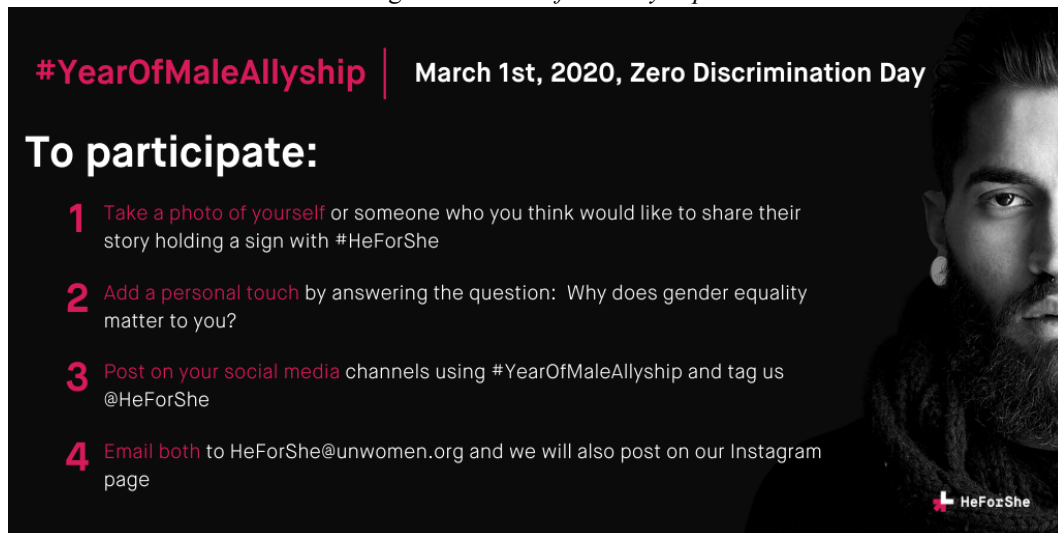 #YearOfMaleAllyship
March 1st, 2020, Zero Discrimination Day
To participate:
1 Take a photo of yourself or someone who you think would like to share their
story holding a sign with #HeForShe
2 Add a personal touch by answering the question: Why does gender equality
matter to you?
3 Post on your social media channels using #YearOfMaleAllyship and tag us
@HeForShe
4 Email both to HeForShe@unwomen.org and we will also post on our Instagram
page
HeForShe